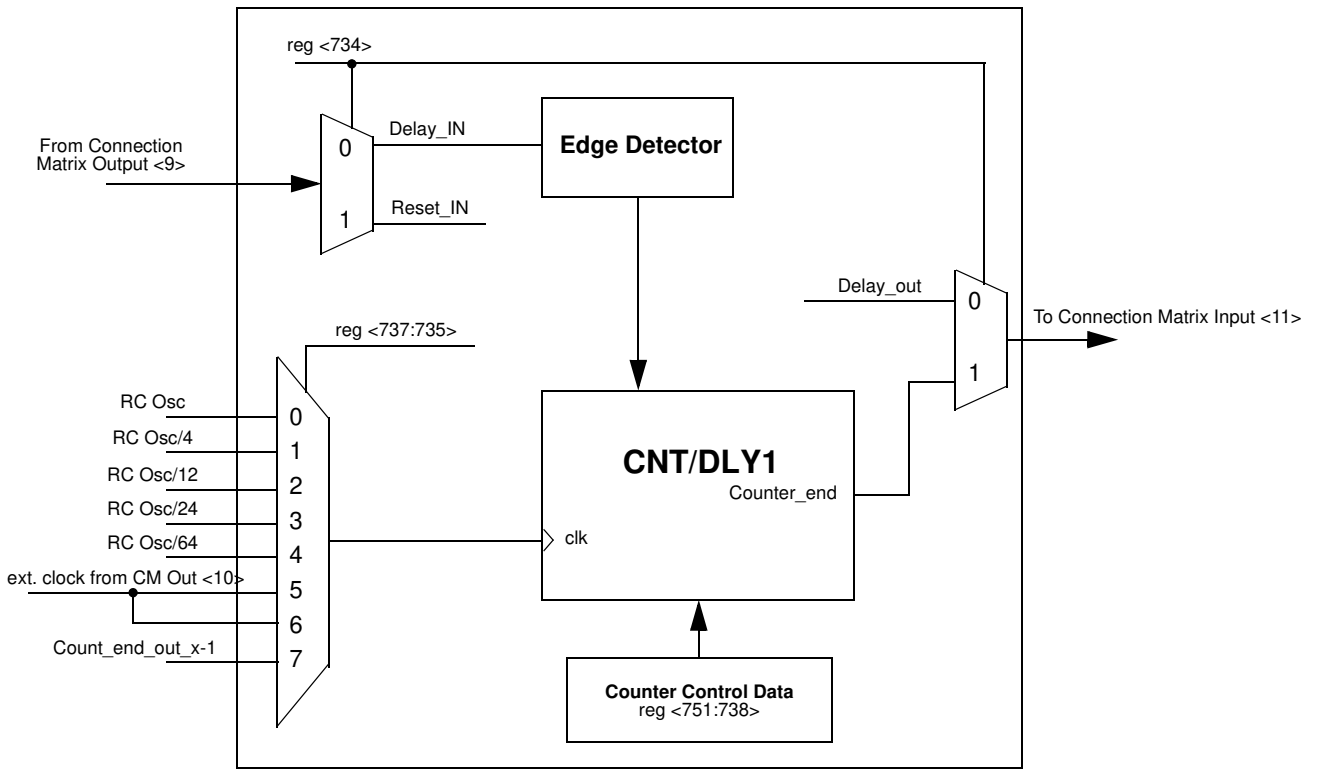 reg <734>
From Connection
Matrix Output <9>
0
Delay_IN
1
Reset_IN
Edge Detector
Delay_out
0
1
To Connection Matrix Input <11>
reg <737:735>
RC Osc
0
RC Osc/4
1
RC Osc/12
2
RC Osc/24
3
RC Osc/64
4
ext. clock from CM Out <10>
5
6
Count_end_out_x-1
7
CNT/DLY1
Counter_end
clk
Counter Control Data
reg <751:738>